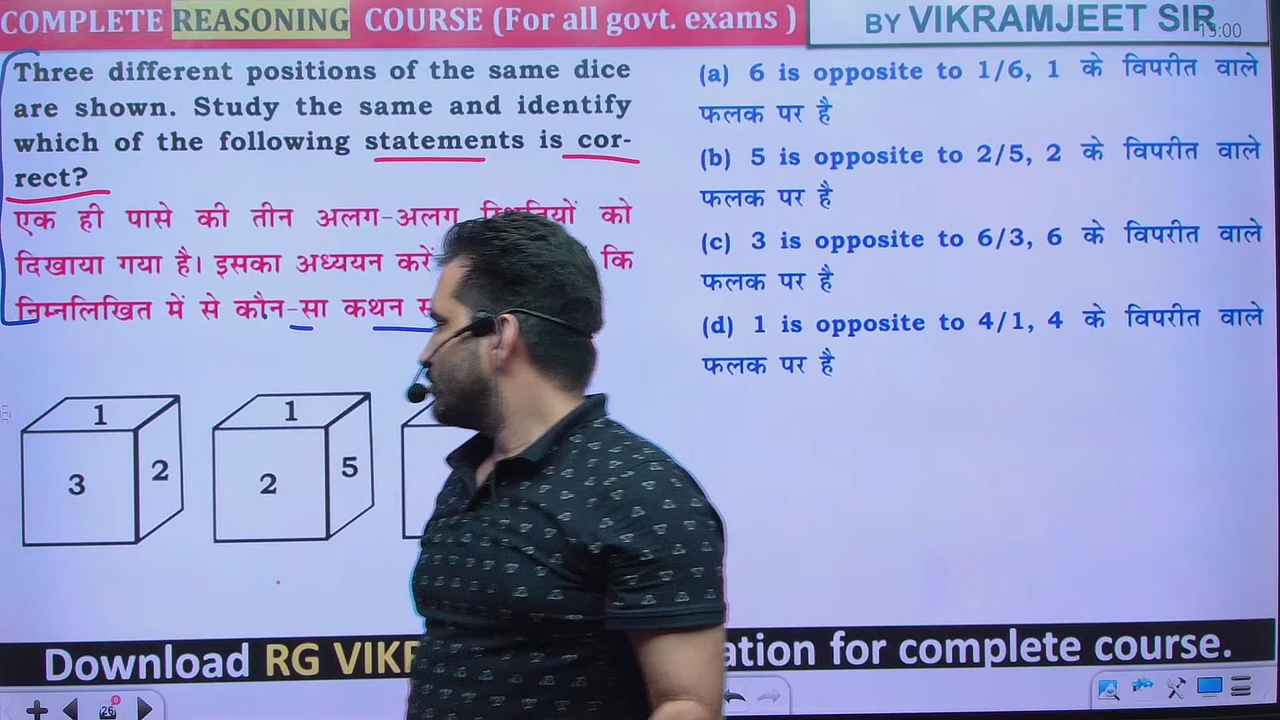 COMPLETE REASONING COURSE (For all govt. exams )
BY VIKRAMJEET SIR
13:00
Three different positions of the same dice
are shown. Study the same and identify
which of the following statements is cor-
rect?
एक ही पासे की तीन अलग-अलग स्थितियों को
दिखाया गया है। इसका अध्ययन करें कि
निम्नलिखित में से कौन-सा कथन
(a) 6 is opposite to 1/6, 1 के विपरीत वाले
फलक पर है
(b) 5 is opposite to 2/5, 2 के विपरीत वाले
फलक पर है
(c) 3 is opposite to 6/3, 6 के विपरीत वाले
फलक पर है
(d) 1 is opposite to 4/1, 4 के विपरीत वाले
फलक पर है
1
3
2
1
2
5
Download RG for complete course.
26